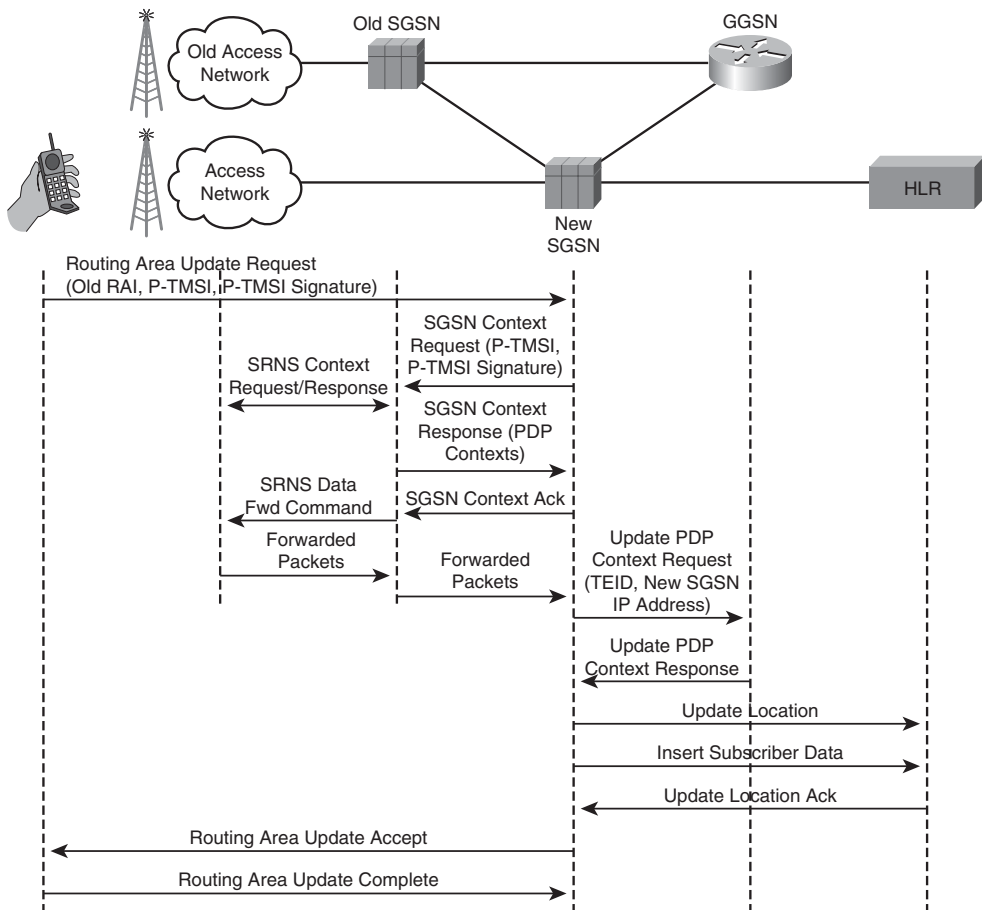 Old SGSN
GGSN
Old Access
Network
Access
Network
HLR
New
SGSN
Routing Area Update Request
(Old RAI, P-TMSI, P-TMSI Signature)
SGSN Context
Request (P-TMSI,
P-TMSI Signature)
SRNS Context
Request/Response
SGSN Context
Response (PDP
Contexts)
SRNS Data
Fwd Command
SGSN Context Ack
Forwarded
Packets
Forwarded
Packets
Update PDP
Context Request
(TEID, New SGSN
IP Address)
Update PDP
Context Response
Update Location
Insert Subscriber Data
Update Location Ack
Routing Area Update Accept
Routing Area Update Complete